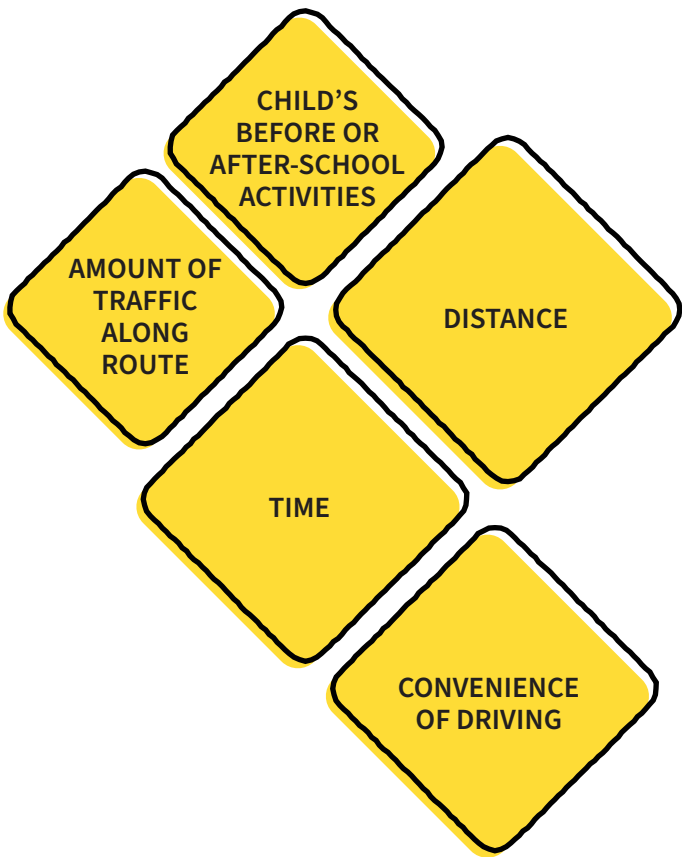 CHILD’S
BEFORE OR
AFTER-SCHOOL
ACTIVITIES
AMOUNT OF
TRAFFIC
ALONG
ROUTE
DISTANCE
TIME
CONVENIENCE
OF DRIVING